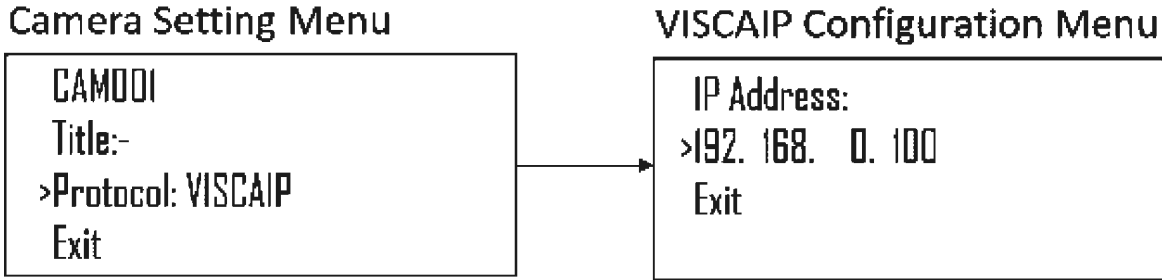 Camera Setting Menu
CAM001
Title:-
>Protocol: VISCAIP
Exit
VISCAIP Configuration Menu
IP Address:
>192. 168. 0. 100
Exit